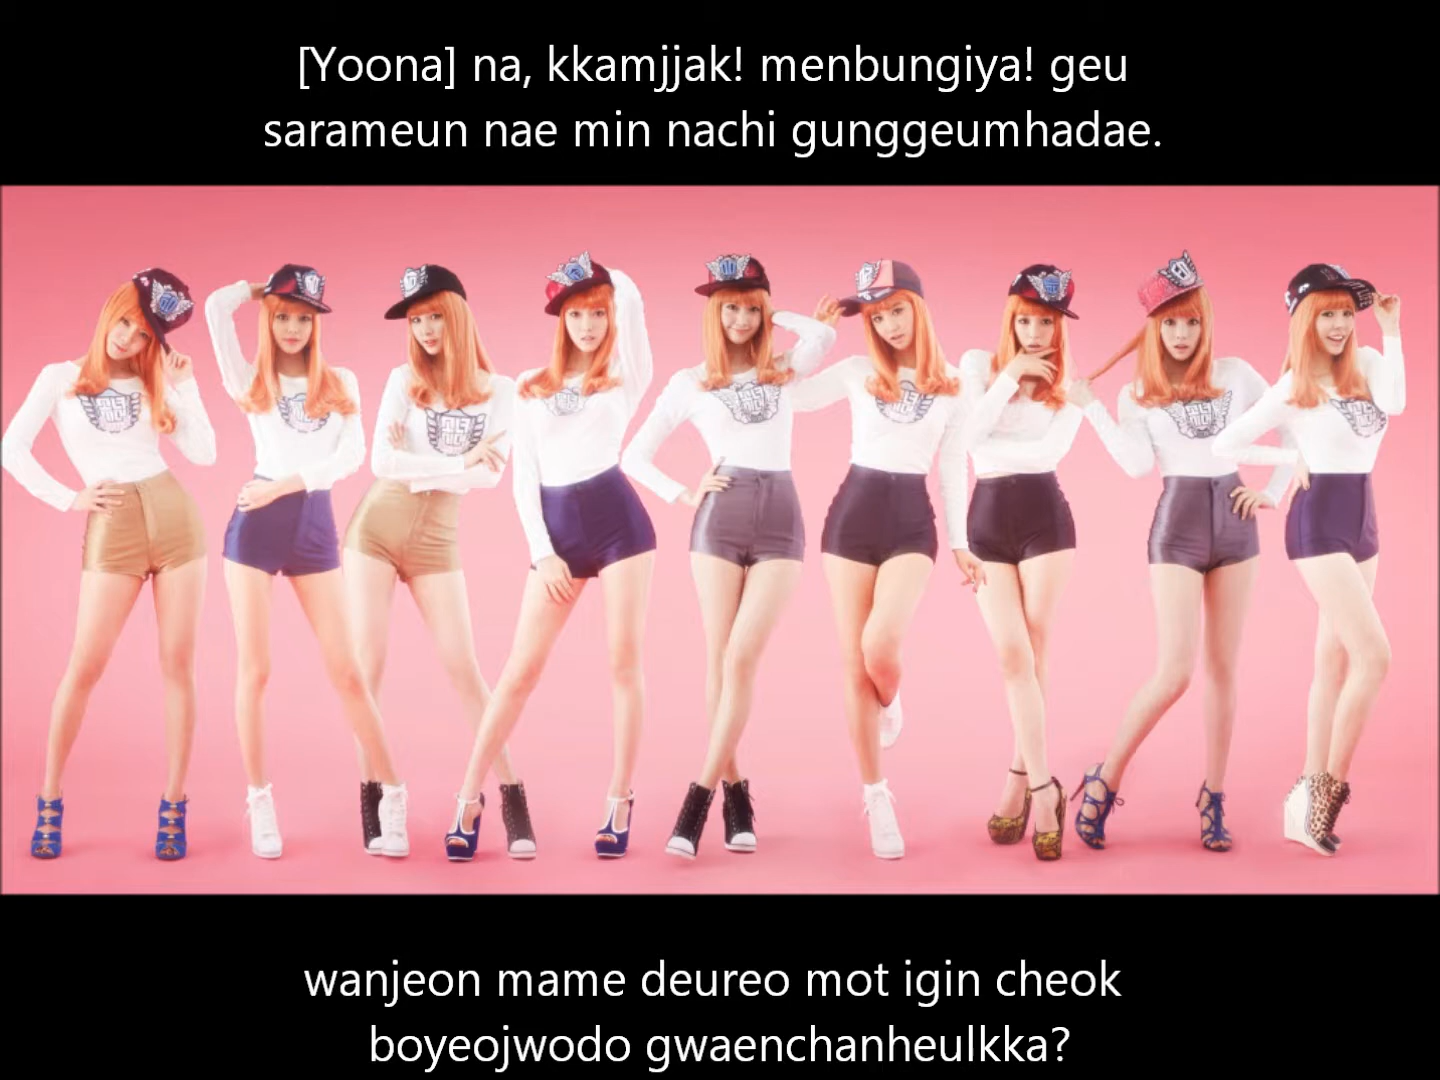 [Yoona] na, kkamjjak! menbungiya! geu
sarameun nae min nachi gunggeumhadae.
wanjeon mame deureo mot igin cheok
boyeojwodo gwaenchanheulkka?